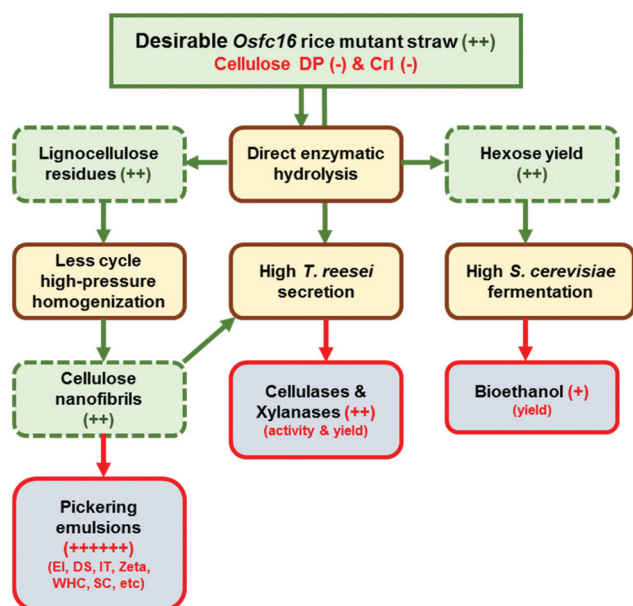 Desirable Osfc16 rice mutant straw (++)
Cellulose DP (-) & CrI (-)
Lignocellulose
residues (++)
Direct enzymatic
hydrolysis
Hexose yield
(++)
Less cycle
high-pressure
homogenization
High T. reesei
secretion
High S. cerevisiae
fermentation
Cellulose
nanofibrils
(++)
Cellulases &
Xylanases (++)
(activity & yield)
Bioethanol (+)
(yield)
Pickering
emulsions
(++++++)
(EI, DS, IT, Zeta,
WHC, SC, etc)